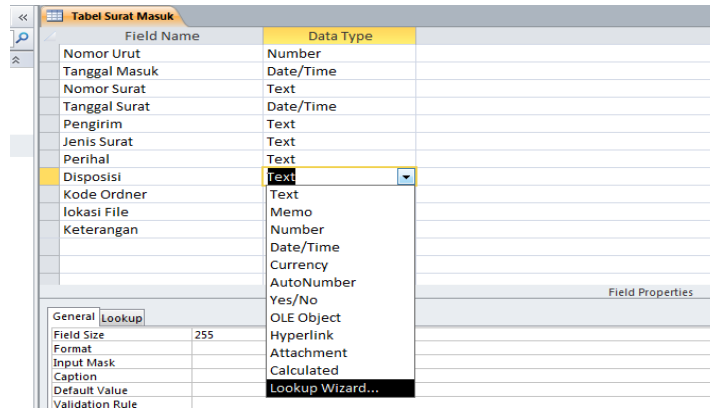 Tabel Surat Masuk
Field Name Data Type
Nomor Urut Number
Tanggal Masuk Date/Time
Nomor Surat Text
Tanggal Surat Date/Time
Pengirim Text
Jenis Surat Text
Perihal Text
Disposisi Text
Kode Ordner Text
lokasi File Memo
Keterangan Number
Date/Time
Currency
AutoNumber
Yes/No
OLE Object
Hyperlink
Attachment
Calculated
Lookup Wizard...
Field Properties
General Lookup
Field Size 255
Format
Input Mask
Caption
Default Value
Validation Rule